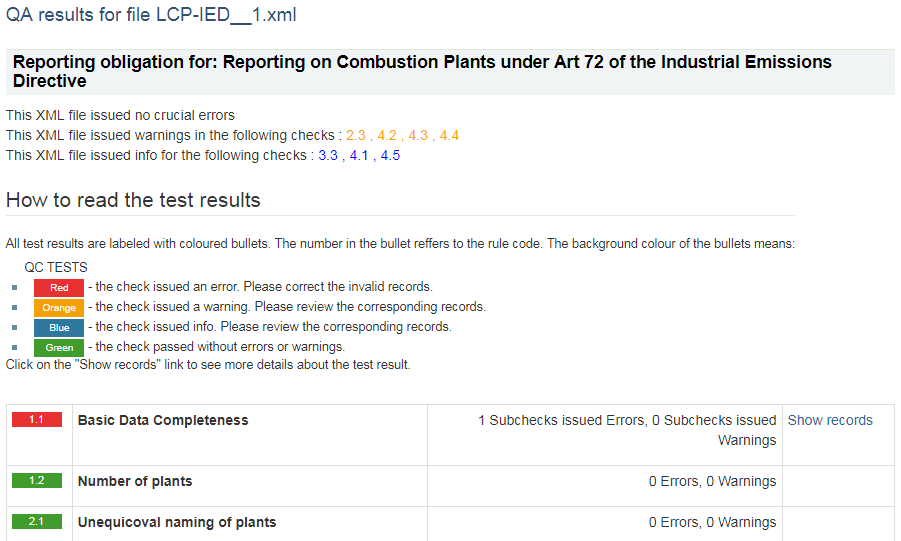 QA results for file LCP-IED__1.xml
Reporting obligation for: Reporting on Combustion Plants under Art 72 of the Industrial Emissions
Directive
This XML file issued no crucial errors
This XML file issued warnings in the following checks : 2.3 , 4.2 , 4.3 , 4.4
This XML file issued info for the following checks : 3.3 , 4.1 , 4.5
How to read the test results
All test results are labeled with coloured bullets. The number in the bullet reffers to the rule code. The background colour of the bullets means:
QC TESTS
Red - the check issued an error. Please correct the invalid records.
Orange - the check issued a warning. Please review the corresponding records.
Blue - the check issued info. Please review the corresponding records.
Green - the check passed without errors or warnings.
Click on the "Show records" link to see more details about the test result.
1.1 Basic Data Completeness 1 Subchecks issued Errors, 0 Subchecks issued Show records
Warnings
1.2 Number of plants 0 Errors, 0 Warnings
2.1 Unequicoval naming of plants 0 Errors, 0 Warnings